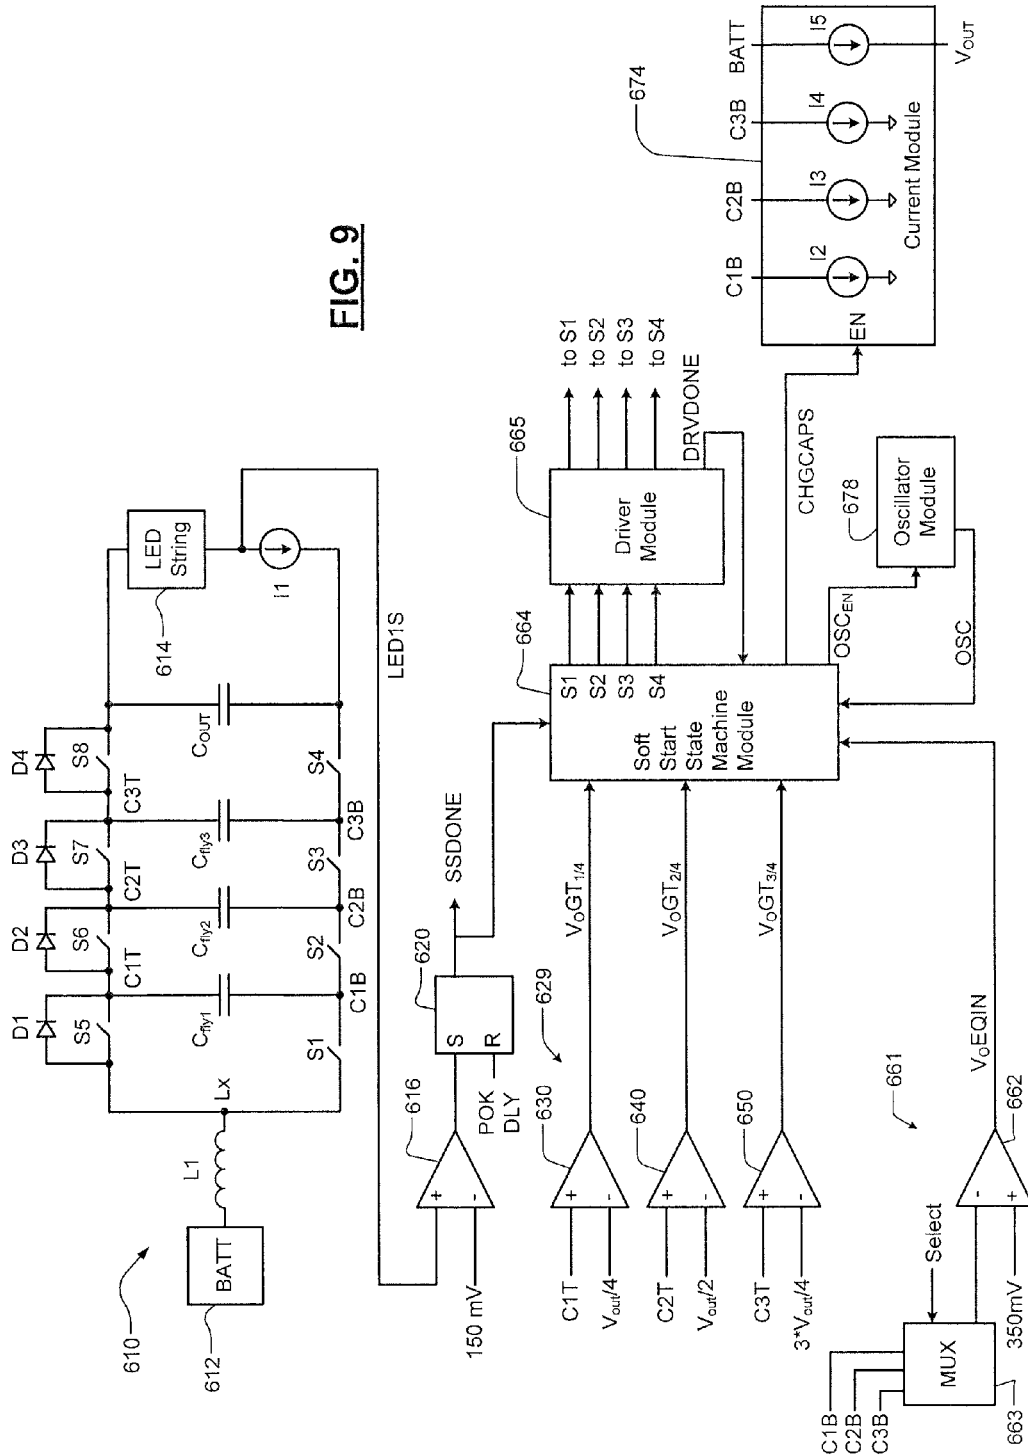 FIG. 9
610
612
BATT
L1
Lx
D1
S5
C1T
D2
S6
C2T
D3
S7
C3T
D4
S8
Cfly1
Cfly2
Cfly3
COUT
S1
C1B
S2
C2B
S3
C3B
S4
614
LED
String
I1
LED1S
150 mV
+
-
616
POK
DLY
S
R
620
SSDONE
629
C1T
Vout/4
+
-
630
VOGT1/4
C2T
Vout/2
+
-
640
VOGT2/4
C3T
3*Vout/4
+
-
650
VOGT3/4
661
C1B
C2B
C3B
MUX
663
Select
350mV
-
+
662
VOEQIN
664
S1
S2
S3
S4
Soft
Start
State
Machine
Module
665
Driver
Module
to S1
to S2
to S3
to S4
DRVDONE
CHGCAPS
OSCEN
OSC
678
Oscillator
Module
674
C1B
C2B
C3B
BATT
I2
I3
I4
I5
EN
Current Module
VOUT